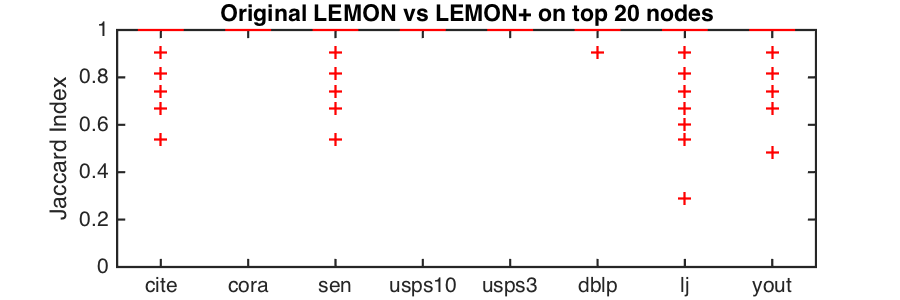 Original LEMON vs LEMON+ on top 20 nodes
Jaccard Index
1
0.8
0.6
0.4
0.2
0
cite cora sen usps10 usps3 dblp lj yout